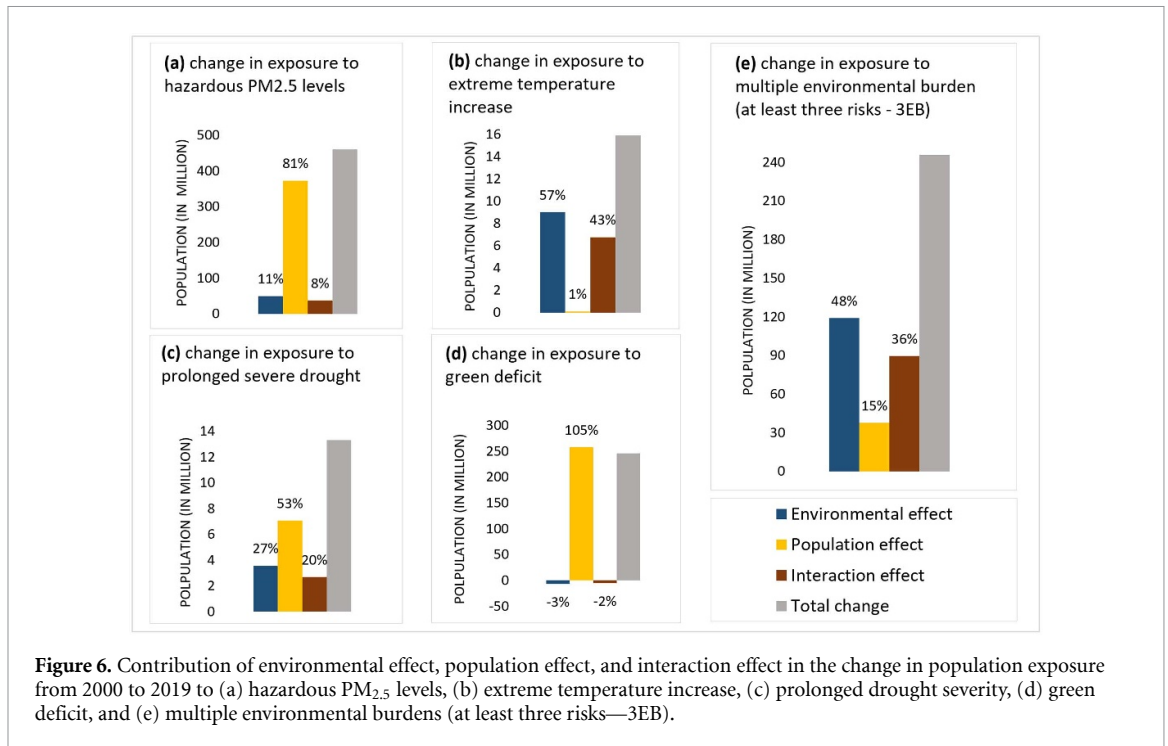 (a) change in exposure to
hazardous PM2.5 levels
POPULATION (IN MILLION)
500
400
300
200
100
0
11%
81%
8%
(b) change in exposure to
extreme temperature
increase
POLPULATION (IN MILLION)
16
14
12
10
8
6
4
2
0
57%
1%
43%
(e) change in exposure to
multiple environmental burden
(at least three risks - 3EB)
POLPULATION (IN MILLION)
240
210
180
150
120
90
60
30
0
48%
15%
36%
(c) change in exposure to
prolonged severe drought
POLPULATION (IN MILLION)
14
12
10
8
6
4
2
0
27%
53%
20%
(d) change in exposure to
green deficit
POLPULATION (IN MILLION)
300
250
200
150
100
50
0
-50
-3%
105%
-2%
Environmental effect
Population effect
Interaction effect
Total change
Figure 6. Contribution of environmental effect, population effect, and interaction effect in the change in population exposure
from 2000 to 2019 to (a) hazardous PM2.5 levels, (b) extreme temperature increase, (c) prolonged drought severity, (d) green
deficit, and (e) multiple environmental burdens (at least three risks—3EB).